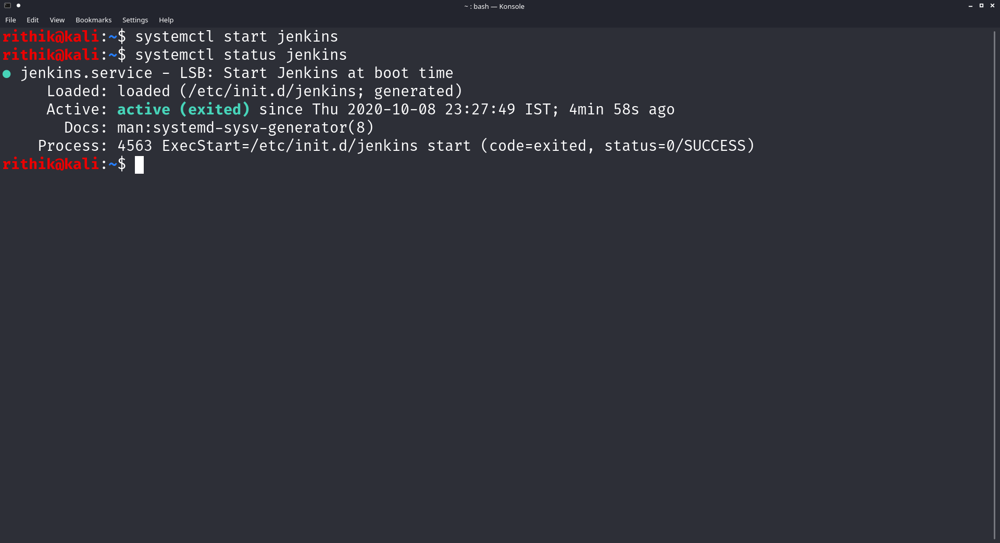 ~ : bash — Konsole
File Edit View Bookmarks Settings Help
rithik@kali:~$ systemctl start jenkins
rithik@kali:~$ systemctl status jenkins
● jenkins.service - LSB: Start Jenkins at boot time
     Loaded: loaded (/etc/init.d/jenkins; generated)
     Active: active (exited) since Thu 2020-10-08 23:27:49 IST; 4min 58s ago
       Docs: man:systemd-sysv-generator(8)
    Process: 4563 ExecStart=/etc/init.d/jenkins start (code=exited, status=0/SUCCESS)
rithik@kali:~$